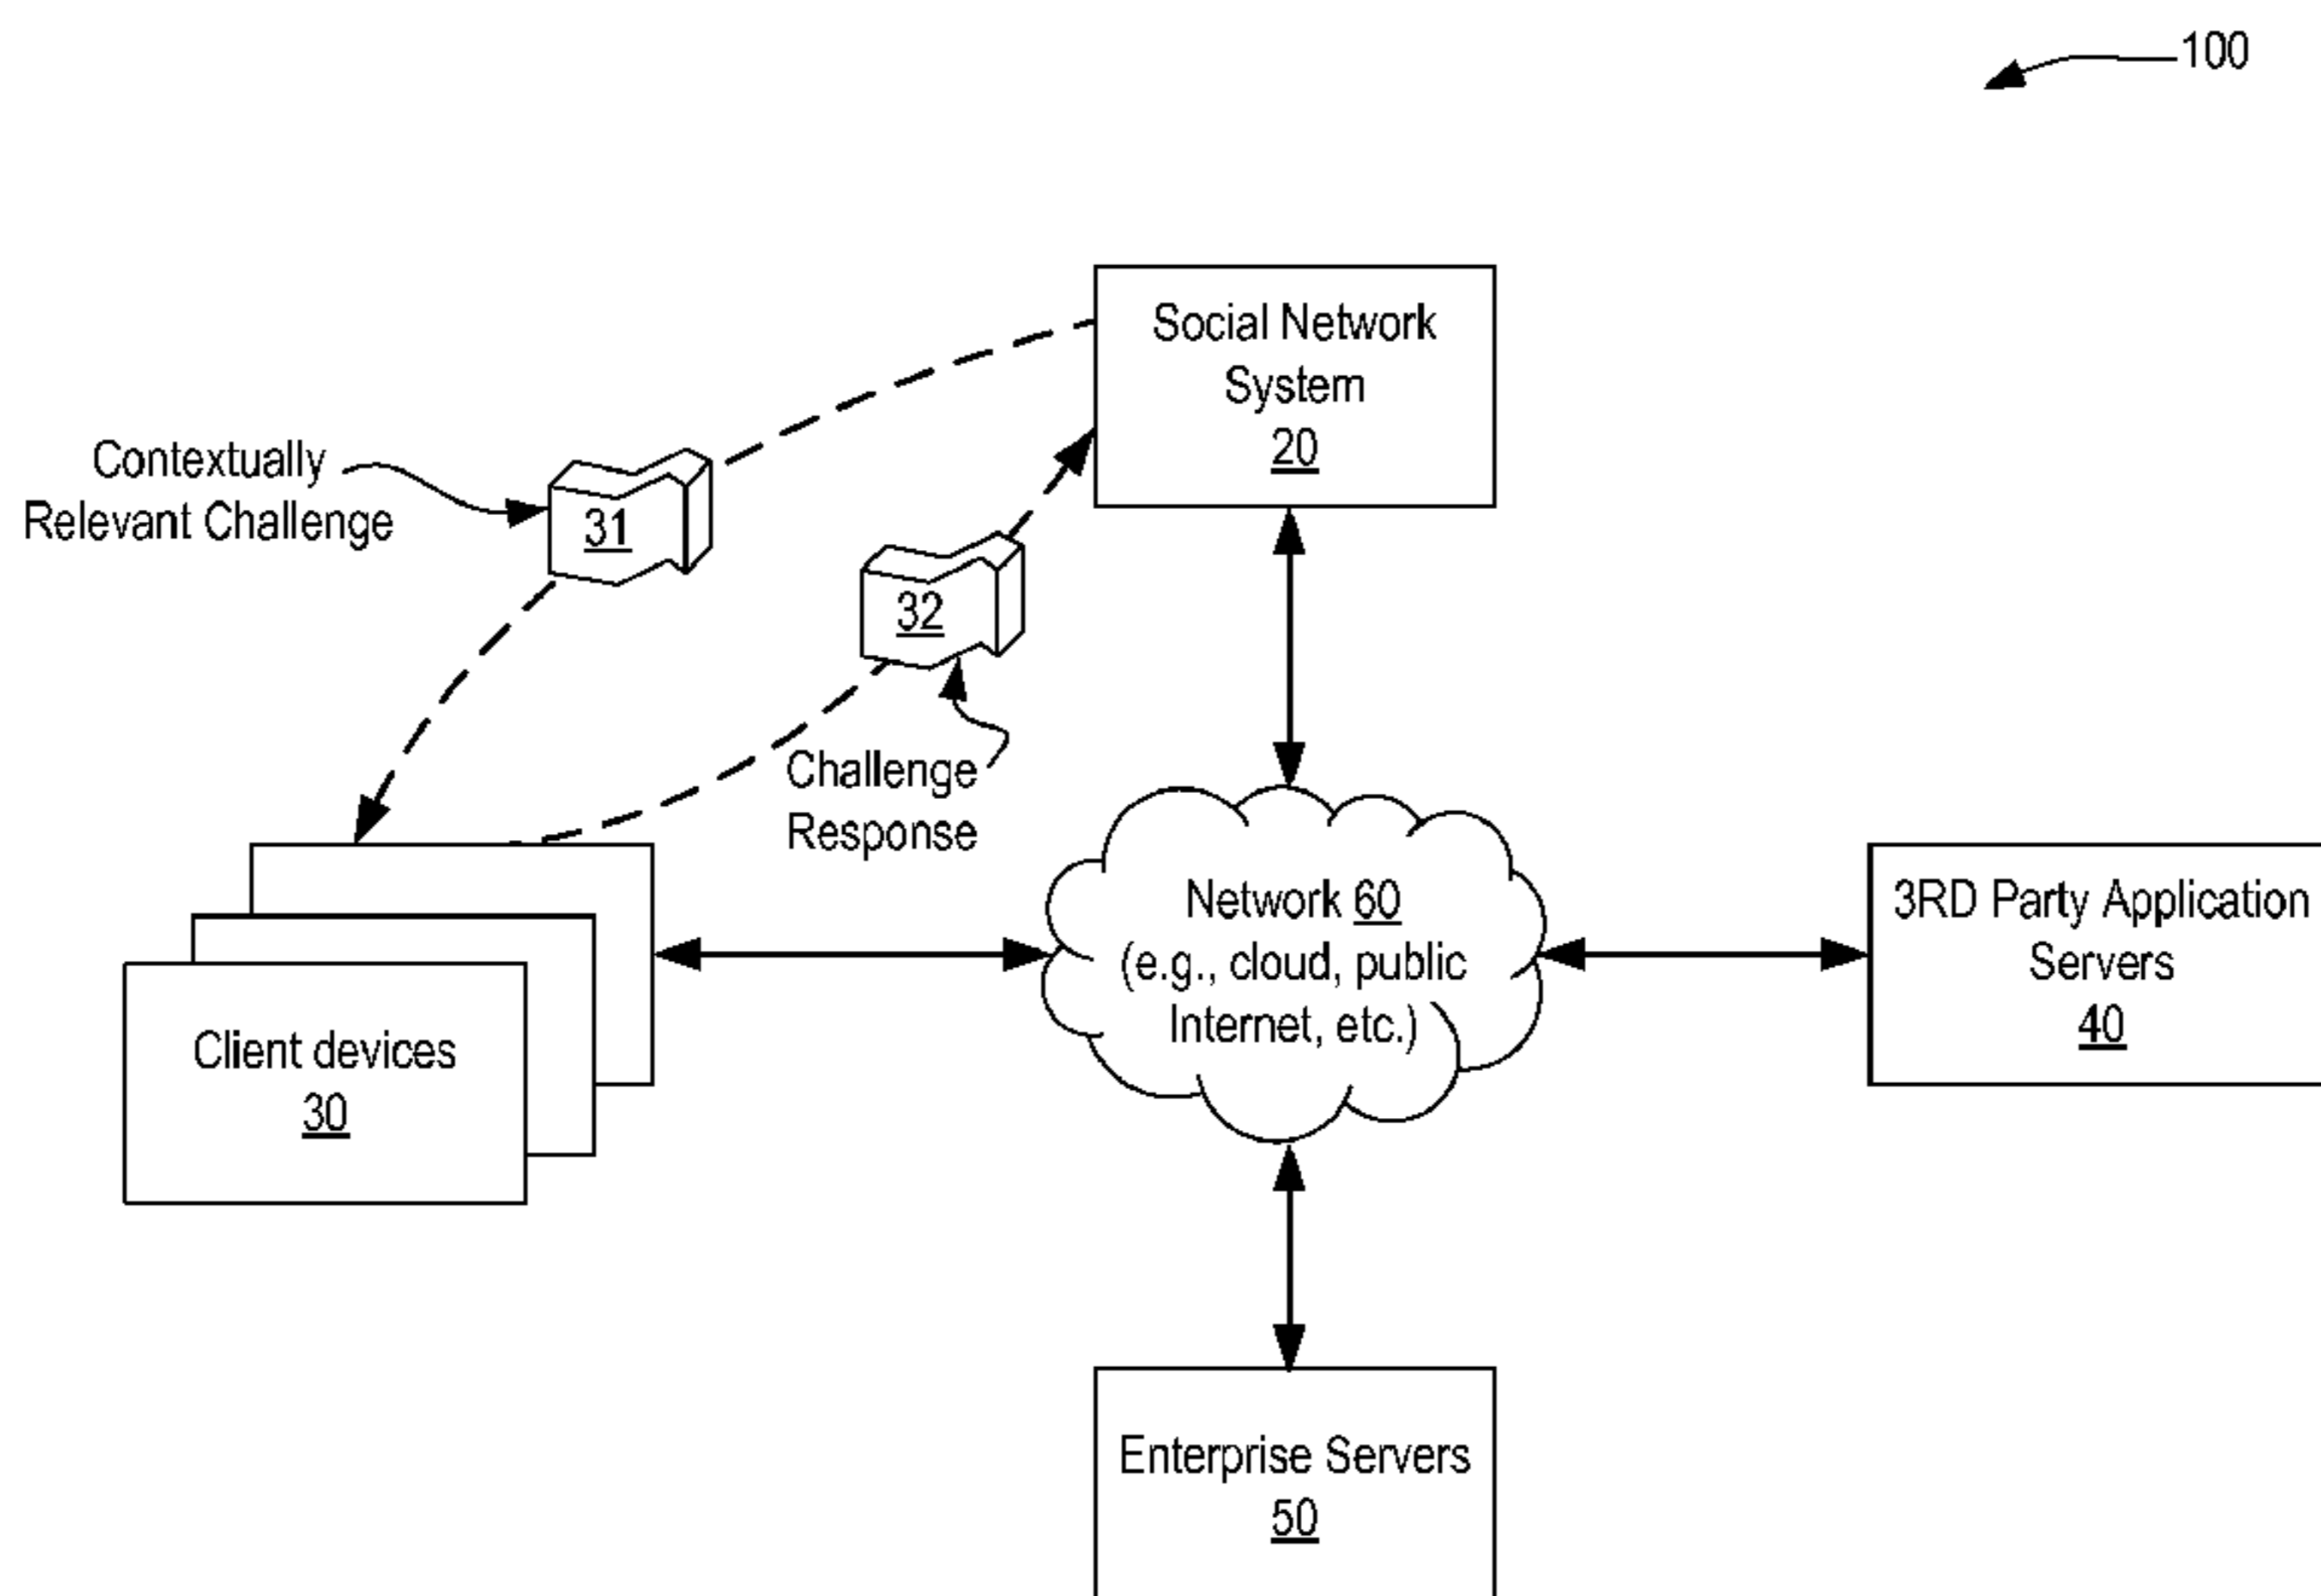 100
Social Network
System
20
Contextually
Relevant Challenge
31
32
Challenge
Response
Network 60
(e.g., cloud, public
Internet, etc.)
3RD Party Application
Servers
40
Client devices
30
Enterprise Servers
50